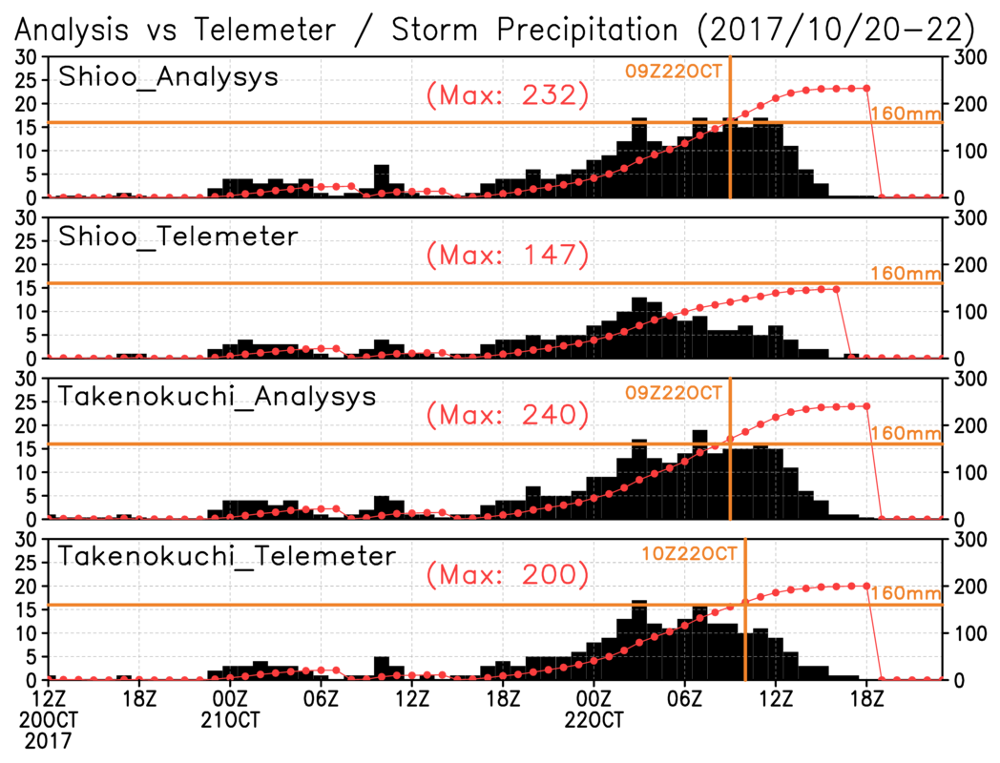 Analysis vs Telemeter / Storm Precipitation (2017/10/20-22)
30 300
Shioo_Analysys 09Z22OCT
25 (Max: 232)
20 200
160mm
15
10 100
5
0 0
30 300
Shioo_Telemeter
25 (Max: 147)
20 200
160mm
15
10 100
5
0 0
30 300
Takenokuchi_Analysys 09Z22OCT
25 (Max: 240)
20 200
160mm
15
10 100
5
0 0
30 300
Takenokuchi_Telemeter 10Z22OCT
25 (Max: 200)
20 200
160mm
15
10 100
5
0 0
12Z 18Z 00Z 06Z 12Z 18Z 00Z 06Z 12Z 18Z
20OCT 21OCT 22OCT
2017